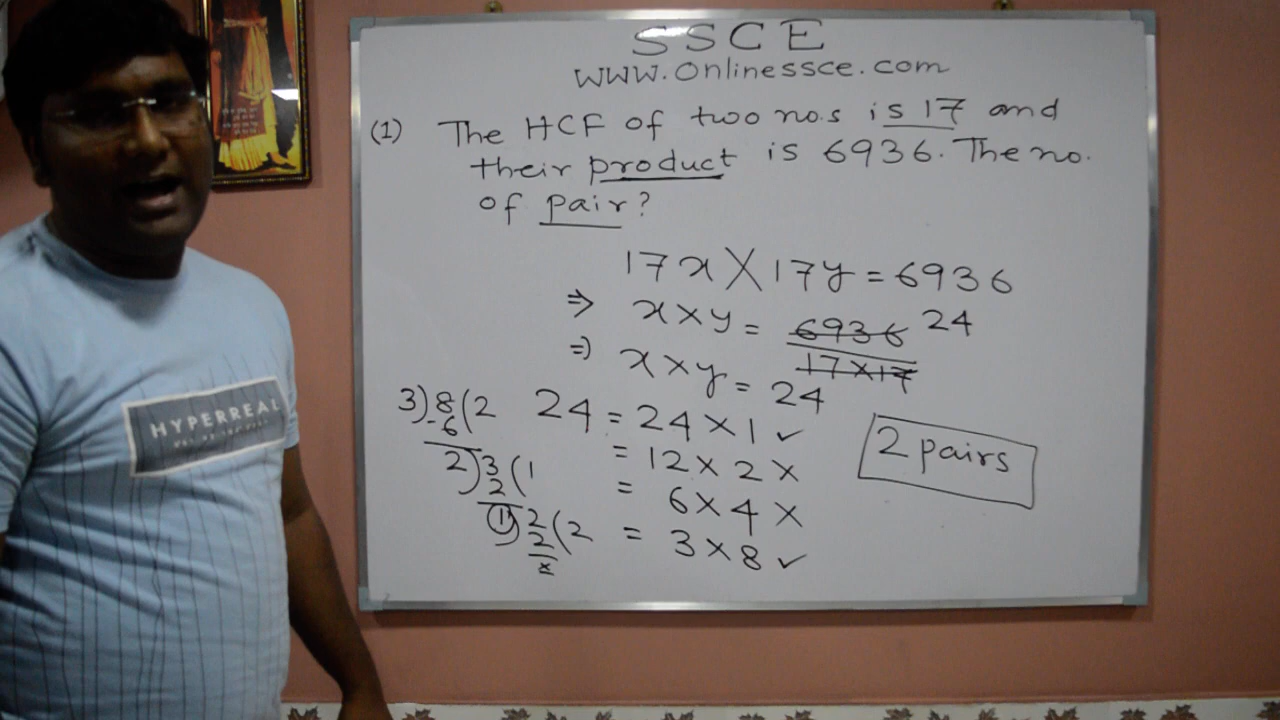 SSCE
www.onlinessce.com
(1) The HCF of two no.s is 17 and
their product is 6936. The no.
of pair?
17x X 17y = 6936
⇒ x×y = 6936 24
17×17
⇒ x×y = 24
24 = 24×1 ✓
= 12×2 ×
= 6×4 ×
= 3×8 ✓
3)8(2
-6
2)3(1
2
1)2(2
2
×
2 pairs
HYPERREAL